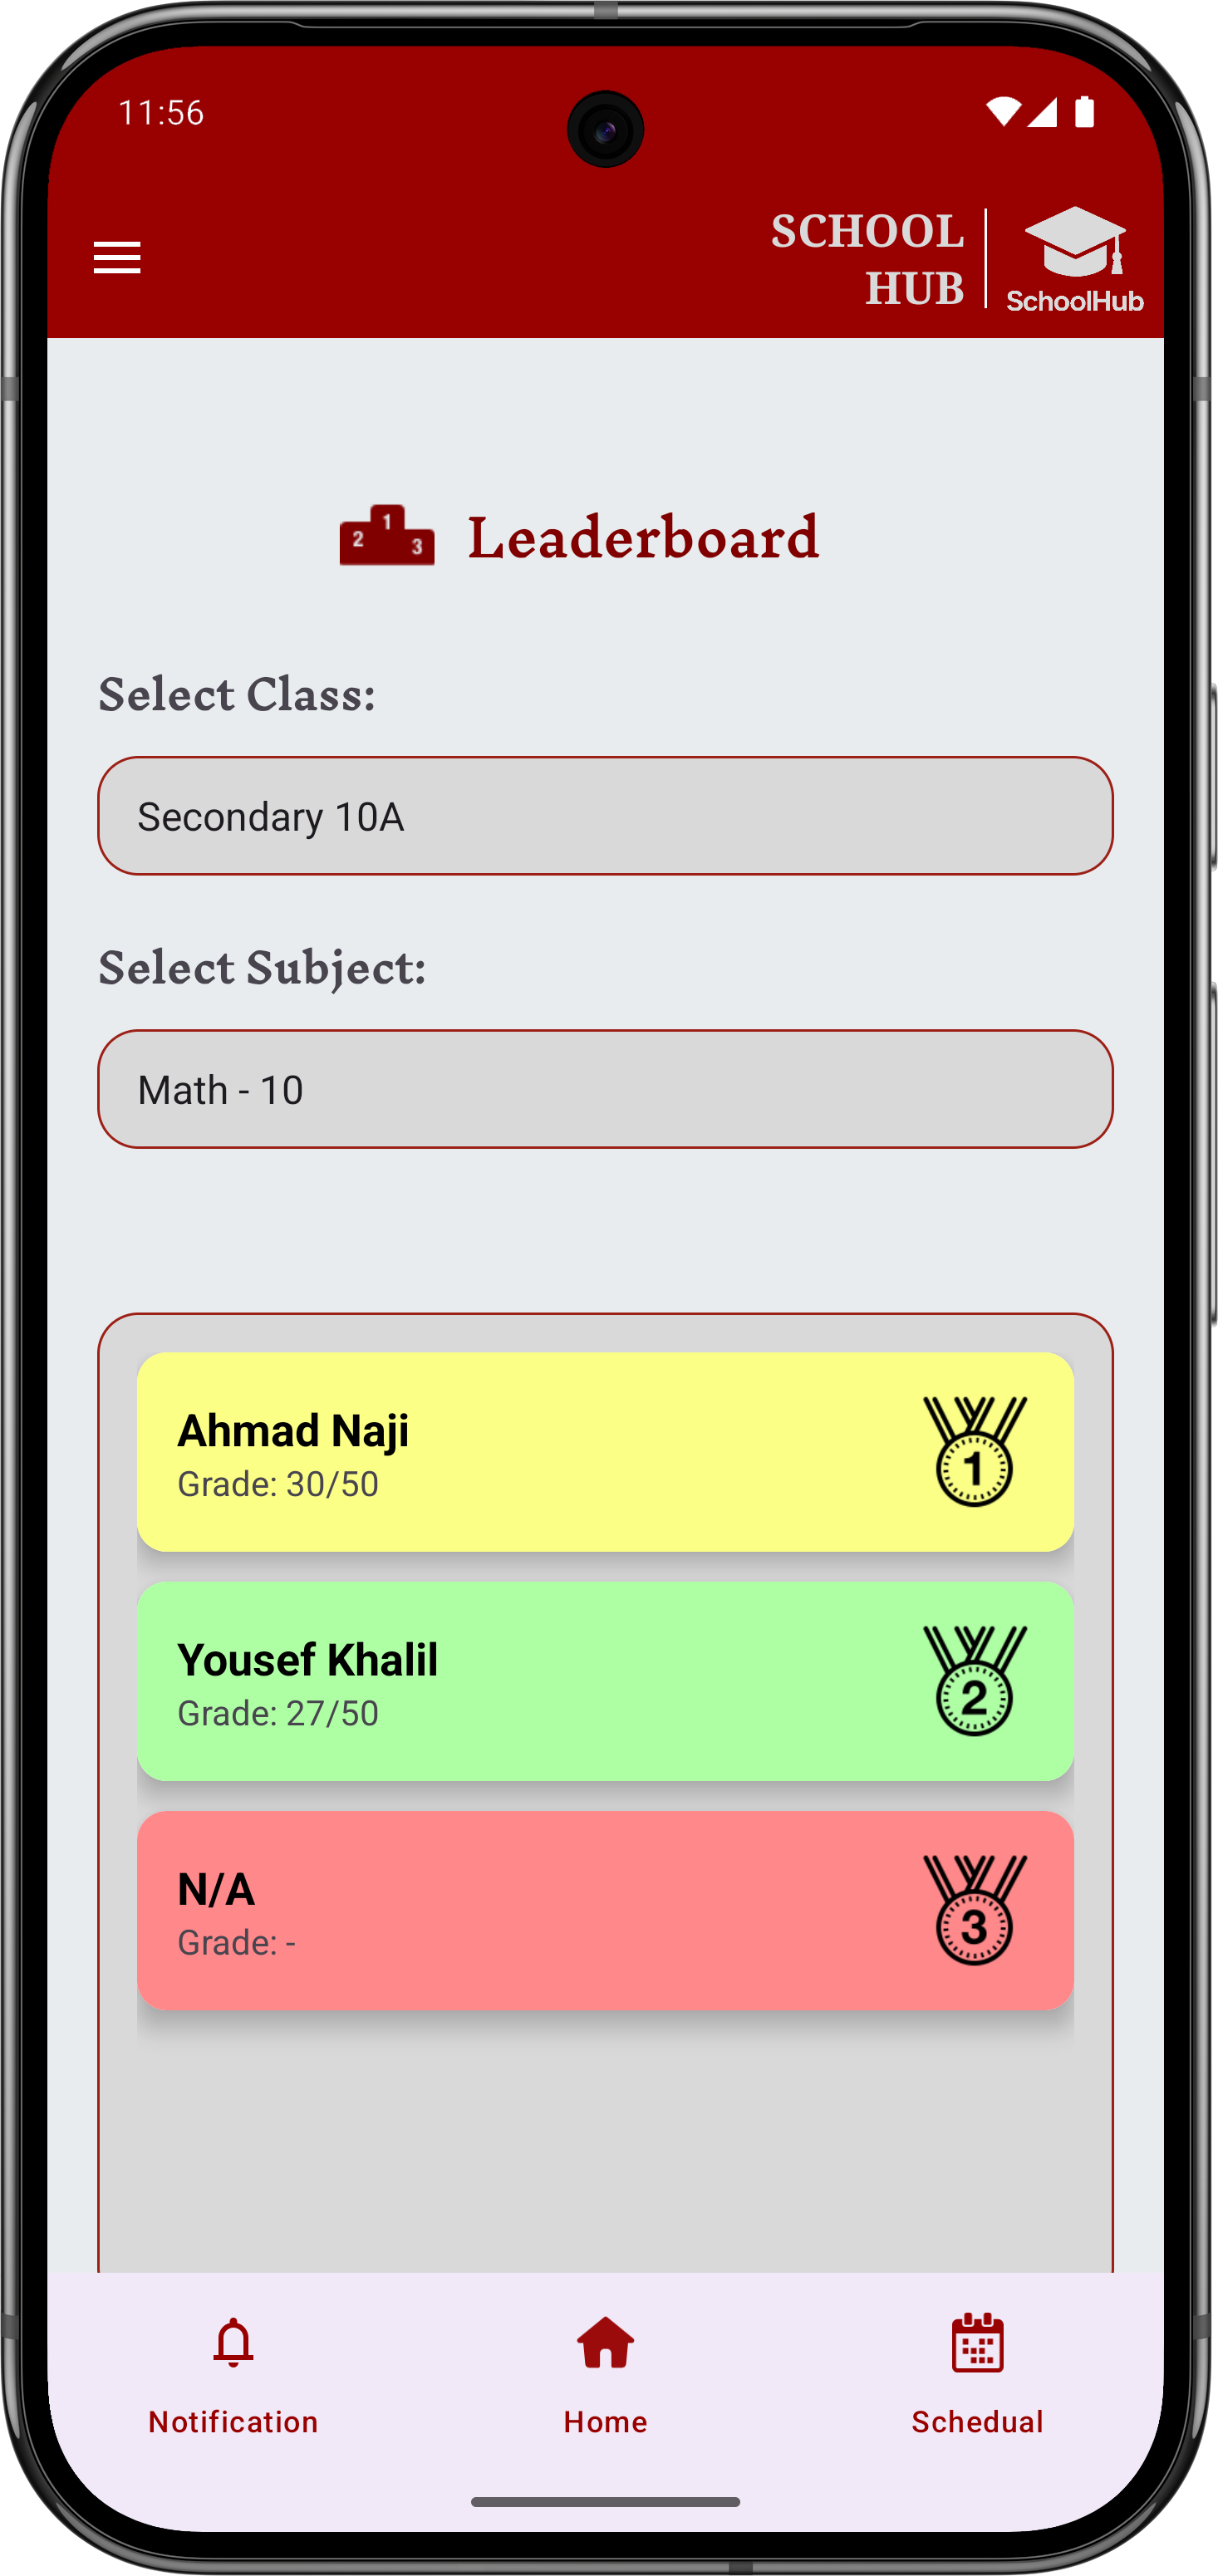 11:56
SCHOOL
HUB
SchoolHub
1
2
3
Leaderboard
Select Class:
Secondary 10A
Select Subject:
Math - 10
Ahmad Naji
Grade: 30/50
1
Yousef Khalil
Grade: 27/50
2
N/A
Grade: -
3
Notification
Home
Schedual